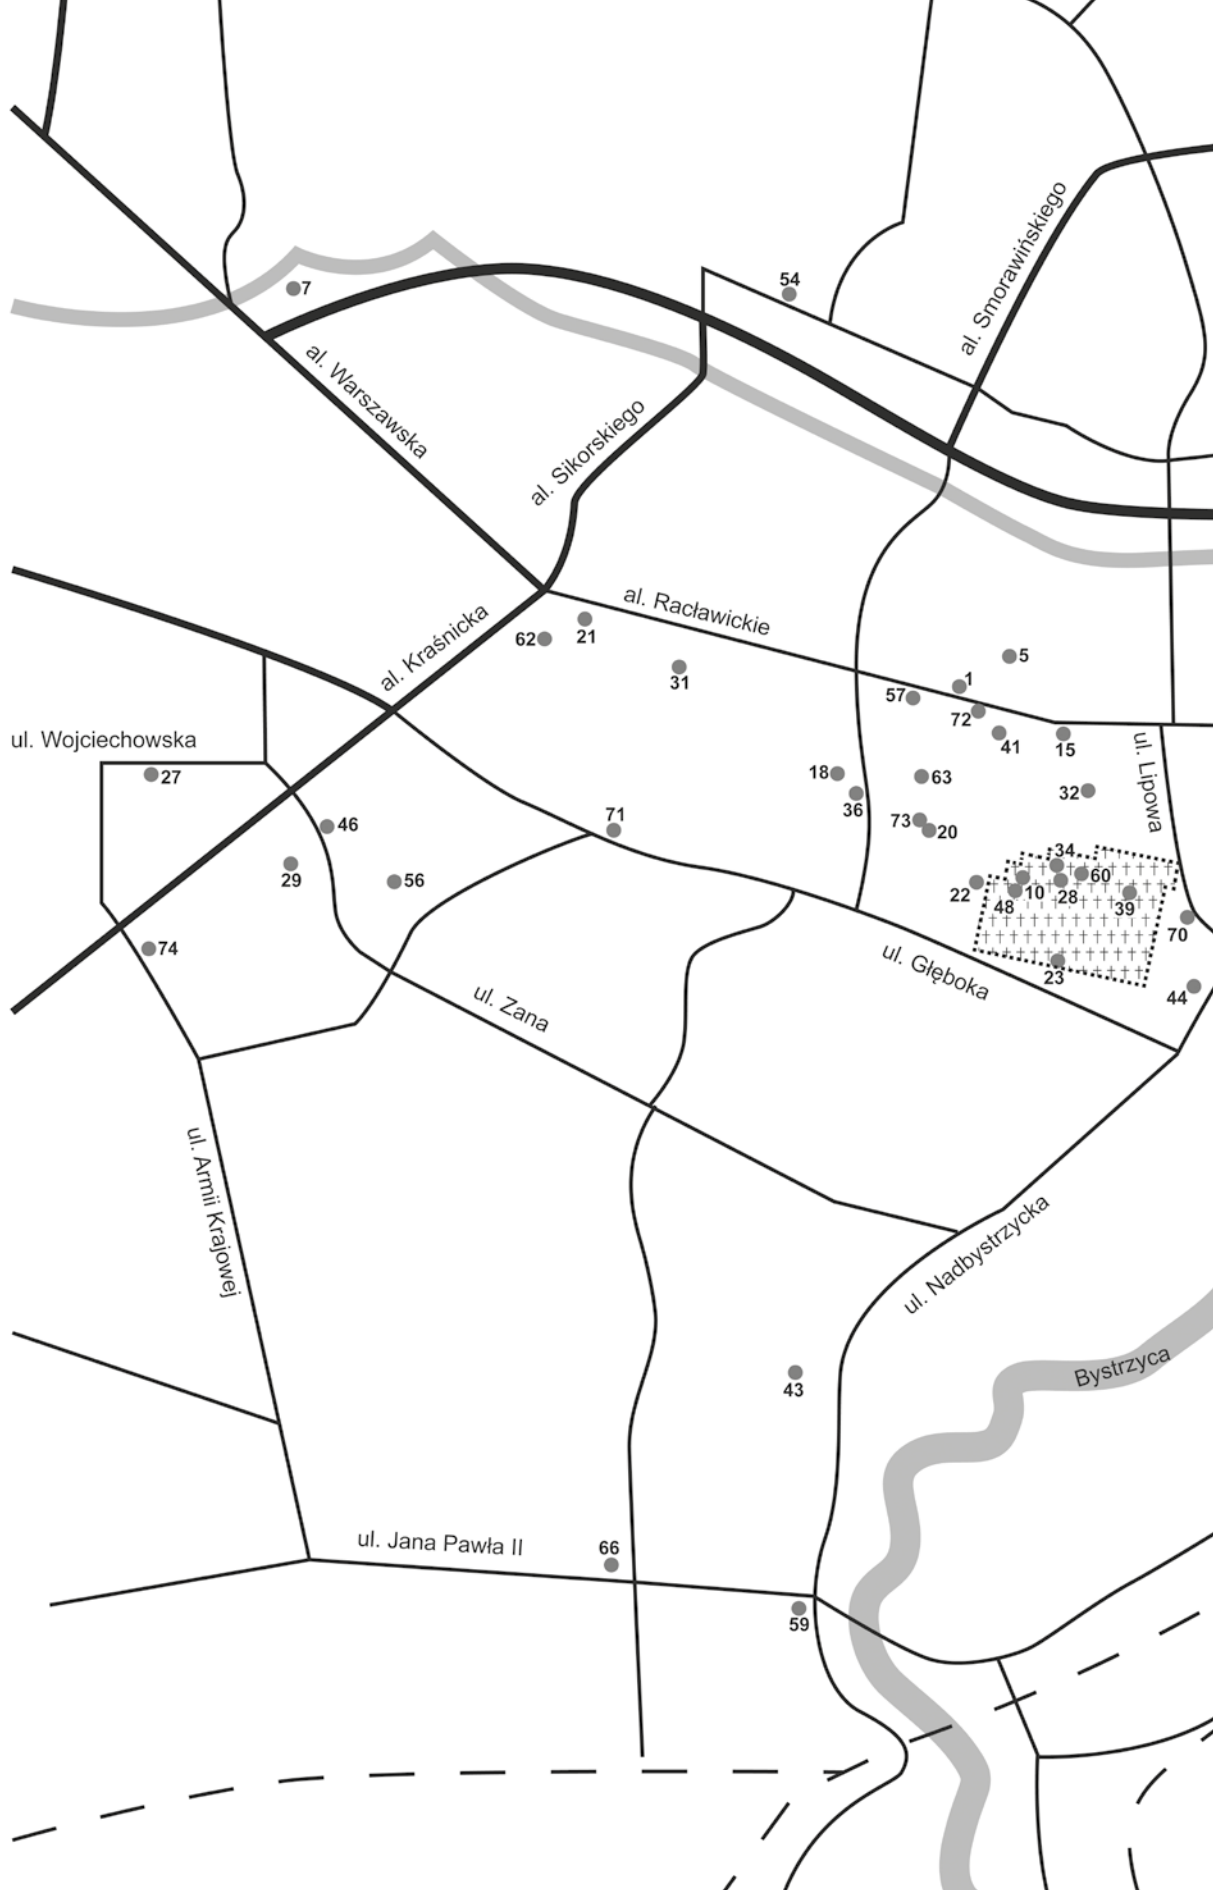 54
al. Smorawińskiego
7
al. Warszawska
al. Sikorskiego
al. Racławickie
al. Kraśnicka
62
21
31
5
1
57
72
41
15
ul. Wojciechowska
27
ul. Lipowa
18
63
36
32
46
71
73
20
29
56
34
60
22
10
28
48
39
70
74
ul. Głęboka
23
44
ul. Zana
ul. Armii Krajowej
ul. Nadbystrzycka
Bystrzyca
43
ul. Jana Pawła II
66
59